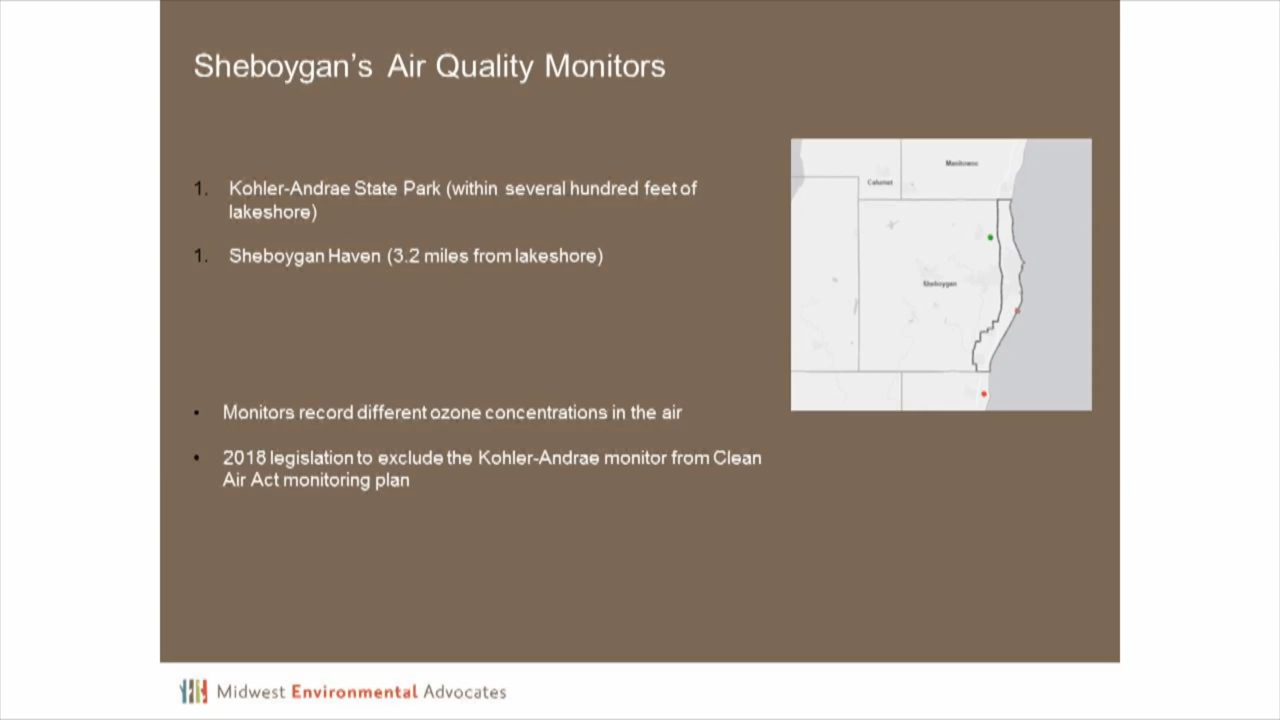 Sheboygan's Air Quality Monitors
1. Kohler-Andrae State Park (within several hundred feet of
lakeshore)
1. Sheboygan Haven (3.2 miles from lakeshore)
• Monitors record different ozone concentrations in the air
• 2018 legislation to exclude the Kohler-Andrae monitor from Clean
Air Act monitoring plan
Manitowoc
Calumet
Sheboygan
Midwest Environmental Advocates